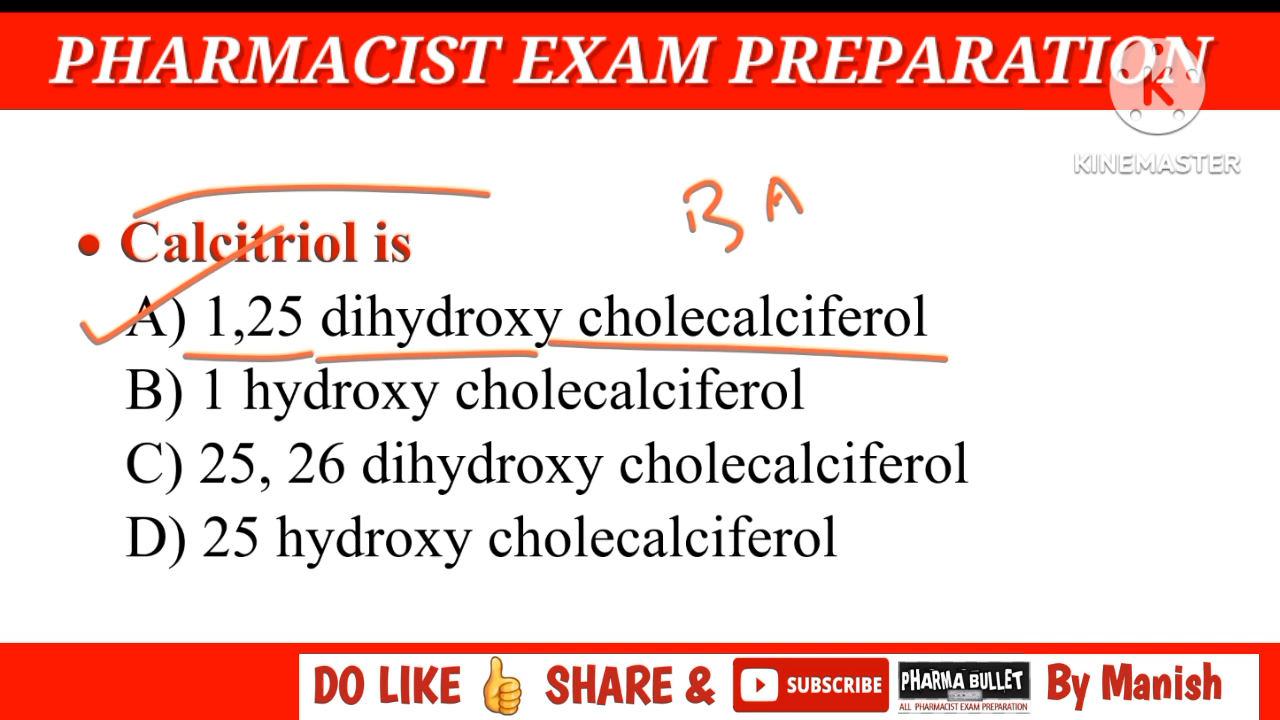 PHARMACIST EXAM PREPARATION
K
KINEMASTER
B A
• Calcitriol is
A) 1,25 dihydroxy cholecalciferol
B) 1 hydroxy cholecalciferol
C) 25, 26 dihydroxy cholecalciferol
D) 25 hydroxy cholecalciferol
DO LIKE 👍 SHARE & SUBSCRIBE PHARMA BULLET By Manish
ALL PHARMACIST EXAM PREPARATION